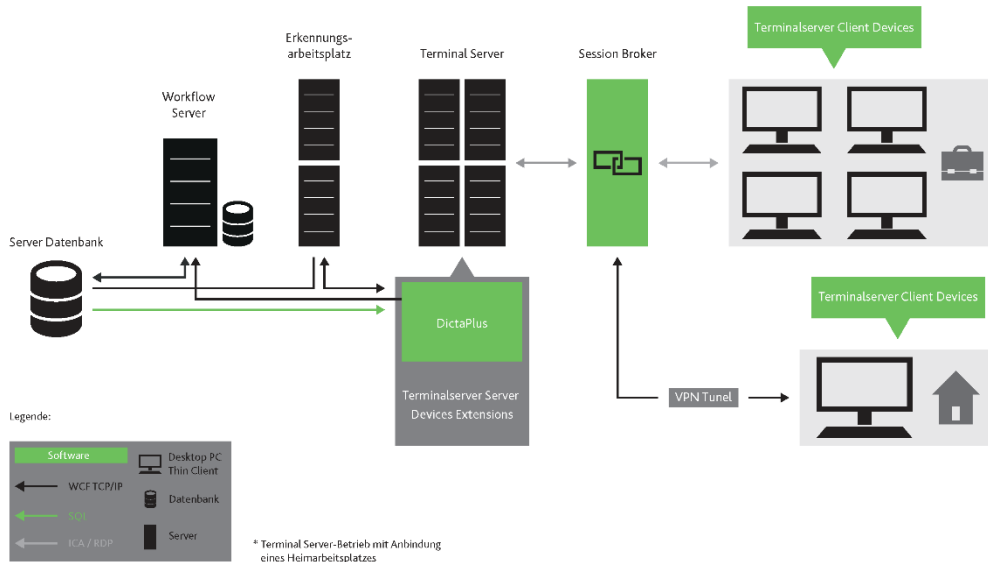 Terminalserver Client Devices
Erkennungs-
arbeitsplatz
Terminal Server
Session Broker
Workflow
Server
Server Datenbank
DictaPlus
Terminalserver Server
Devices Extensions
Terminalserver Client Devices
VPN Tunel
Legende:
Software
WCF TCP/IP
SQL
ICA / RDP
Desktop PC
Thin Client
Datenbank
Server
* Terminal Server-Betrieb mit Anbindung
eines Heimarbeitsplatzes